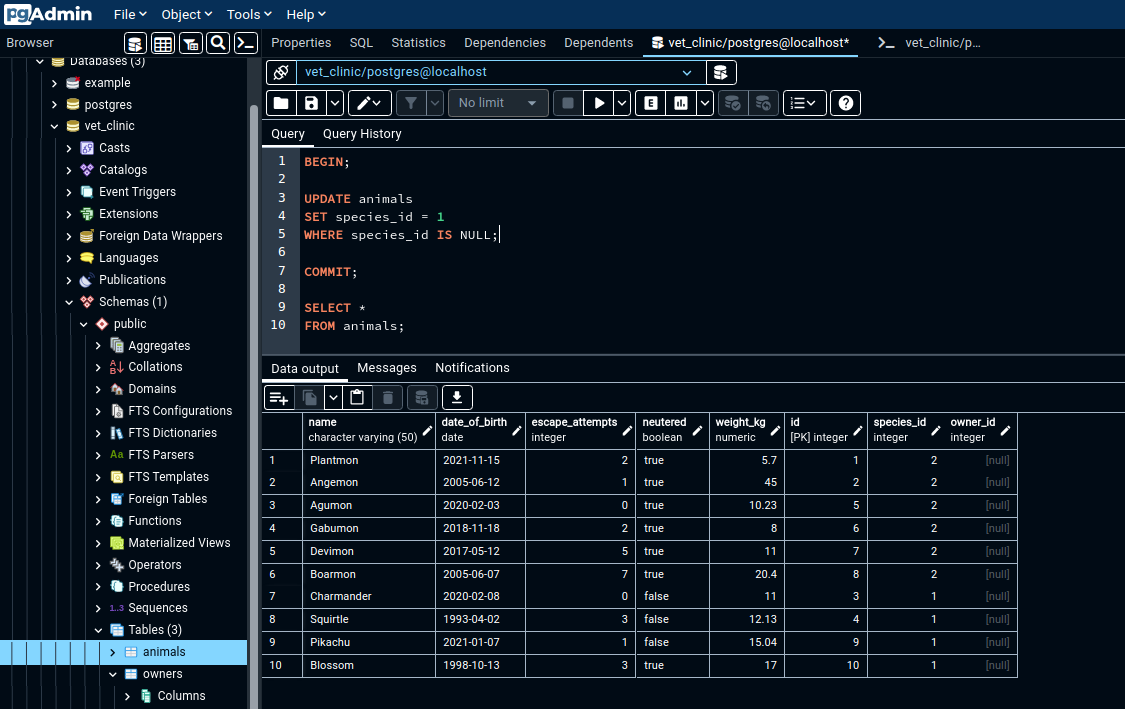 pgAdmin File Object Tools Help
Browser Properties SQL Statistics Dependencies Dependents vet_clinic/postgres@localhost* vet_clinic/p...
Databases (3)
example
postgres
vet_clinic
Casts
Catalogs
Event Triggers
Extensions
Foreign Data Wrappers
Languages
Publications
Schemas (1)
public
Aggregates
Collations
Domains
FTS Configurations
FTS Dictionaries
Aa FTS Parsers
FTS Templates
Foreign Tables
Functions
Materialized Views
Operators
Procedures
1..3 Sequences
Tables (3)
animals
owners
Columns
vet_clinic/postgres@localhost
No limit E
Query Query History
1 BEGIN;
2
3 UPDATE animals
4 SET species_id = 1
5 WHERE species_id IS NULL;
6
7 COMMIT;
8
9 SELECT *
10 FROM animals;
Data output Messages Notifications
name date_of_birth escape_attempts neutered weight_kg id species_id owner_id
character varying (50) date integer boolean numeric [PK] integer integer integer
1 Plantmon 2021-11-15 2 true 5.7 1 2 [null]
2 Angemon 2005-06-12 1 true 45 2 2 [null]
3 Agumon 2020-02-03 0 true 10.23 5 2 [null]
4 Gabumon 2018-11-18 2 true 8 6 2 [null]
5 Devimon 2017-05-12 5 true 11 7 2 [null]
6 Boarmon 2005-06-07 7 true 20.4 8 2 [null]
7 Charmander 2020-02-08 0 false 11 3 1 [null]
8 Squirtle 1993-04-02 3 false 12.13 4 1 [null]
9 Pikachu 2021-01-07 1 false 15.04 9 1 [null]
10 Blossom 1998-10-13 3 true 17 10 1 [null]